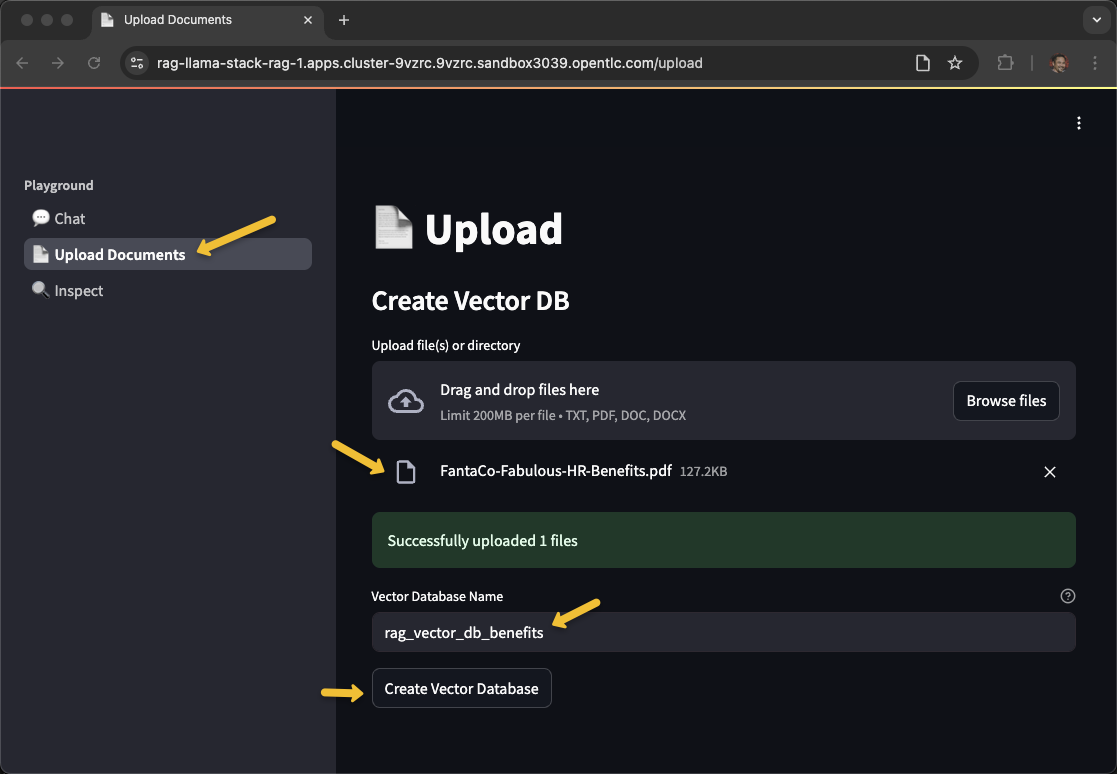 Upload Documents
rag-llama-stack-rag-1.apps.cluster-9vzrc.9vzrc.sandbox3039.opentlc.com/upload
Playground
Chat
Upload Documents
Inspect
Upload
Create Vector DB
Upload file(s) or directory
Drag and drop files here
Limit 200MB per file • TXT, PDF, DOC, DOCX
Browse files
FantaCo-Fabulous-HR-Benefits.pdf 127.2KB
Successfully uploaded 1 files
Vector Database Name
rag_vector_db_benefits
Create Vector Database